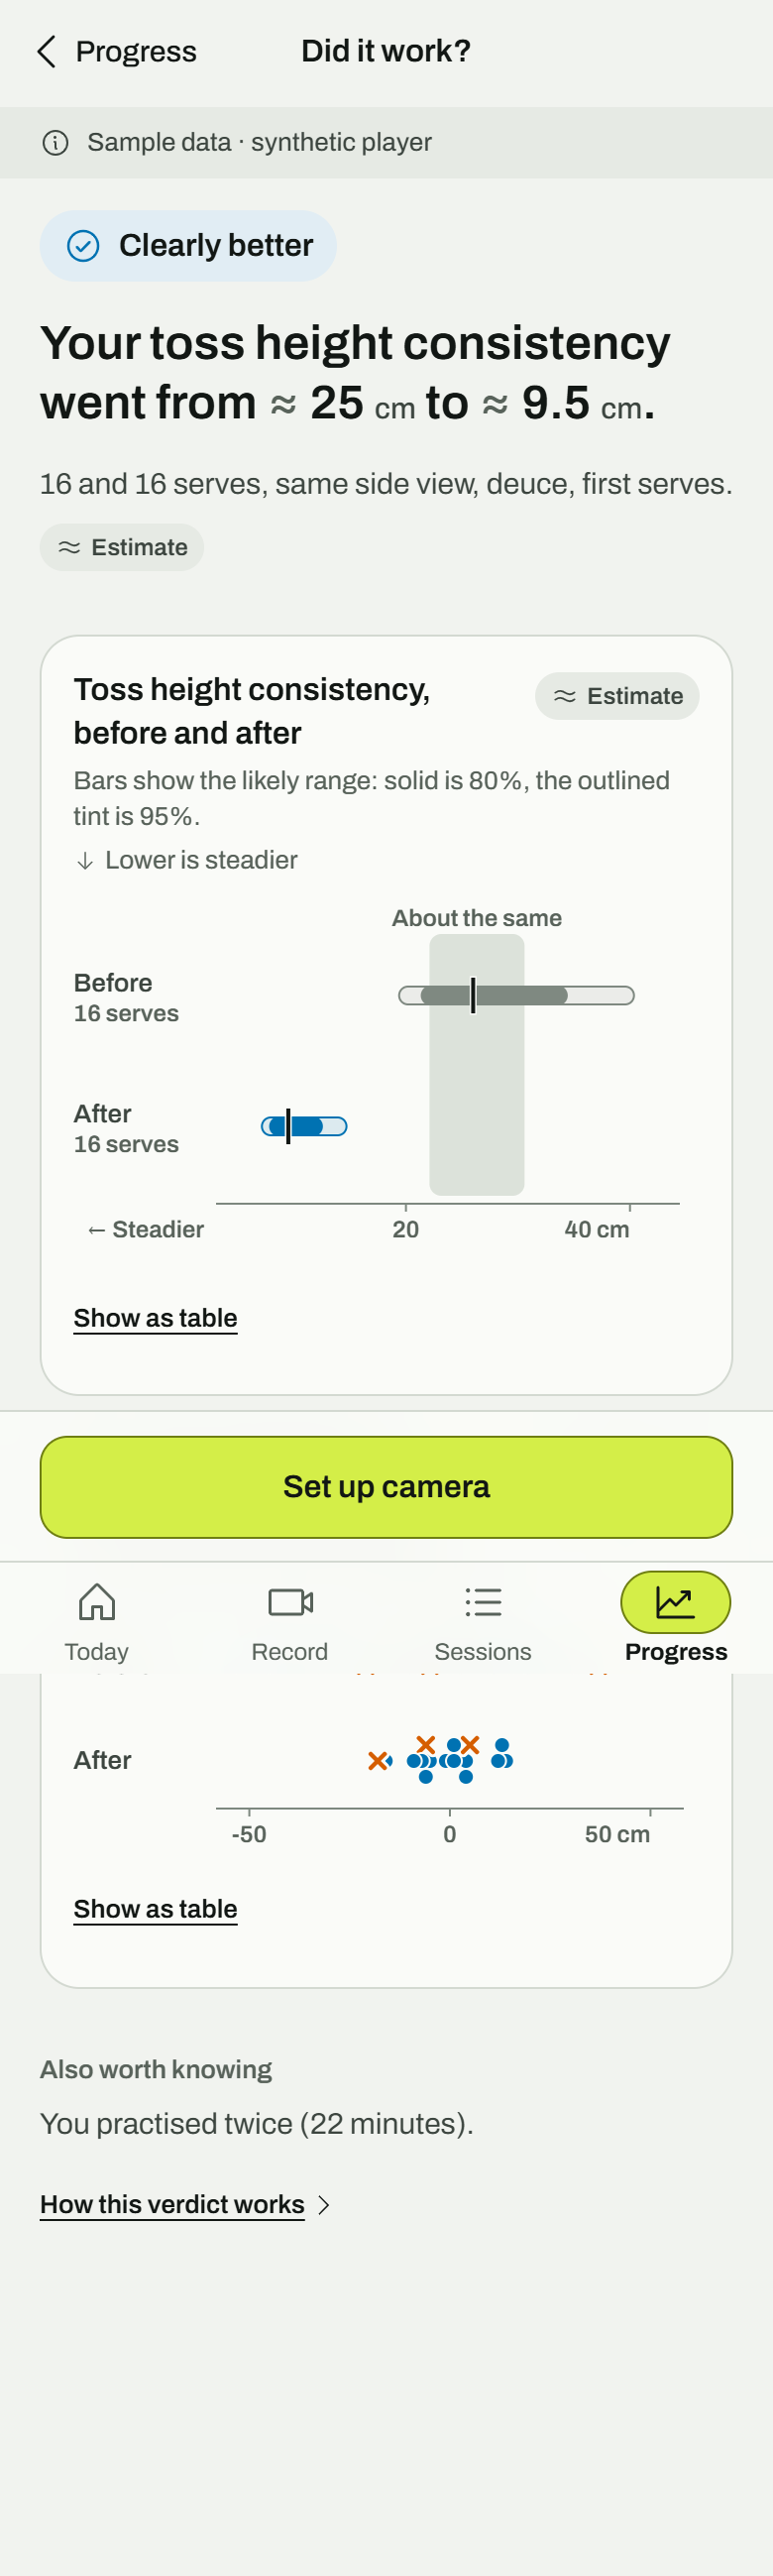 Progress
Did it work?
Sample data · synthetic player
Clearly better
Your toss height consistency
went from ≈ 25 cm to ≈ 9.5 cm.
16 and 16 serves, same side view, deuce, first serves.
Estimate
Toss height consistency,
before and after
Estimate
Bars show the likely range: solid is 80%, the outlined
tint is 95%.
↓ Lower is steadier
About the same
Before
16 serves
After
16 serves
← Steadier
20
40 cm
Show as table
Set up camera
Today
Record
Sessions
Progress
After
-50
0
50 cm
Show as table
Also worth knowing
You practised twice (22 minutes).
How this verdict works